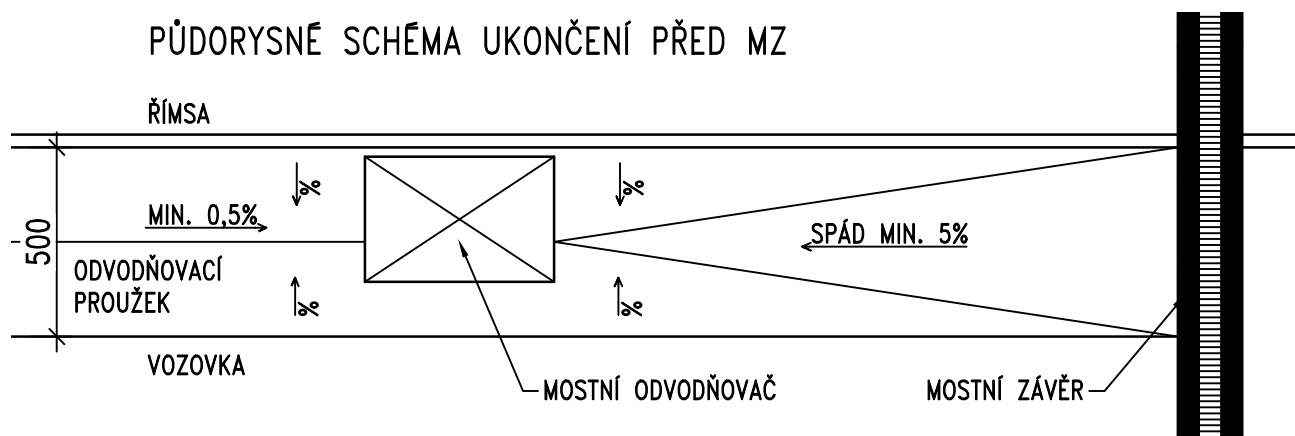 PŮDORYSNÉ SCHÉMA UKONČENÍ PŘED MZ
ŘÍMSA
%
%
MIN. 0,5%
SPÁD MIN. 5%
500
ODVODŇOVACÍ
PROUŽEK
%
%
VOZOVKA
MOSTNÍ ODVODŇOVAČ
MOSTNÍ ZÁVĚR